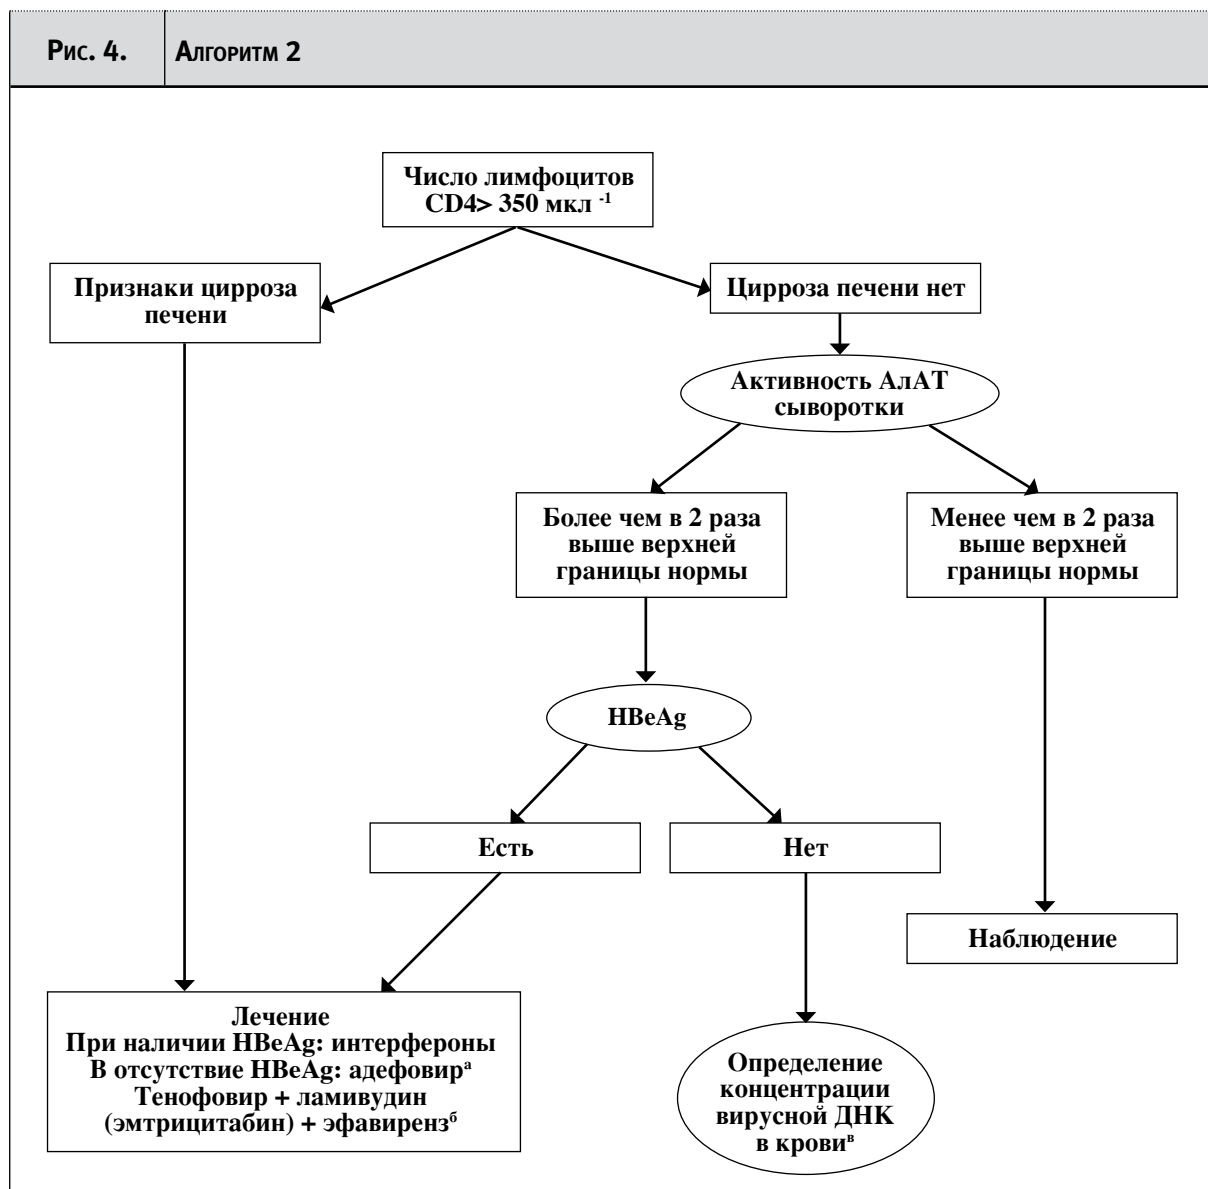 Рис. 4.
Алгоритм 2
Число лимфоцитов
CD4> 350 мкл -1
Признаки цирроза
печени
Цирроза печени нет
Активность АлАТ
сыворотки
Более чем в 2 раза
выше верхней
границы нормы
Менее чем в 2 раза
выше верхней
границы нормы
HBeAg
Есть
Нет
Наблюдение
Лечение
При наличии HBeAg: интерфероны
В отсутствие HBeAg: адефовирᵃ
Тенофовир + ламивудин
(эмтрицитабин) + эфавирензб
Определение
концентрации
вирусной ДНК
в кровив